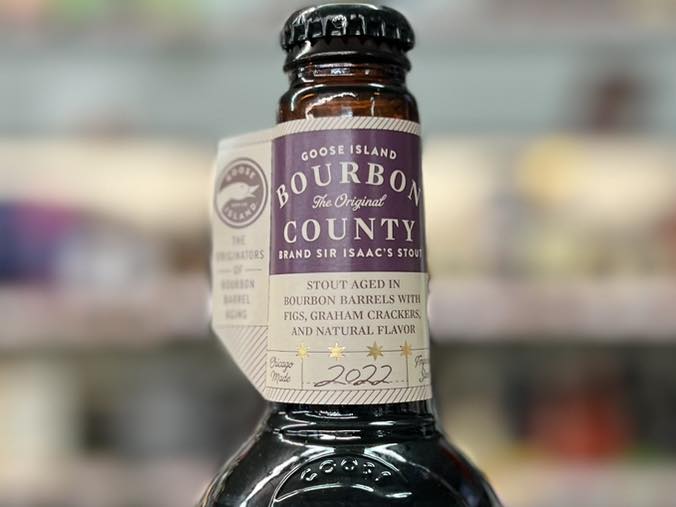 GOOSE ISLAND
BOURBON
The Original
COUNTY
BRAND SIR ISAAC'S STOUT
STOUT AGED IN
BOURBON BARRELS WITH
FIGS, GRAHAM CRACKERS,
AND NATURAL FLAVOR
Chicago
Made
2022
GOOSE
ISLAND
THE
ORIGINATORS
OF
BOURBON
BARREL
AGING
GOOSE